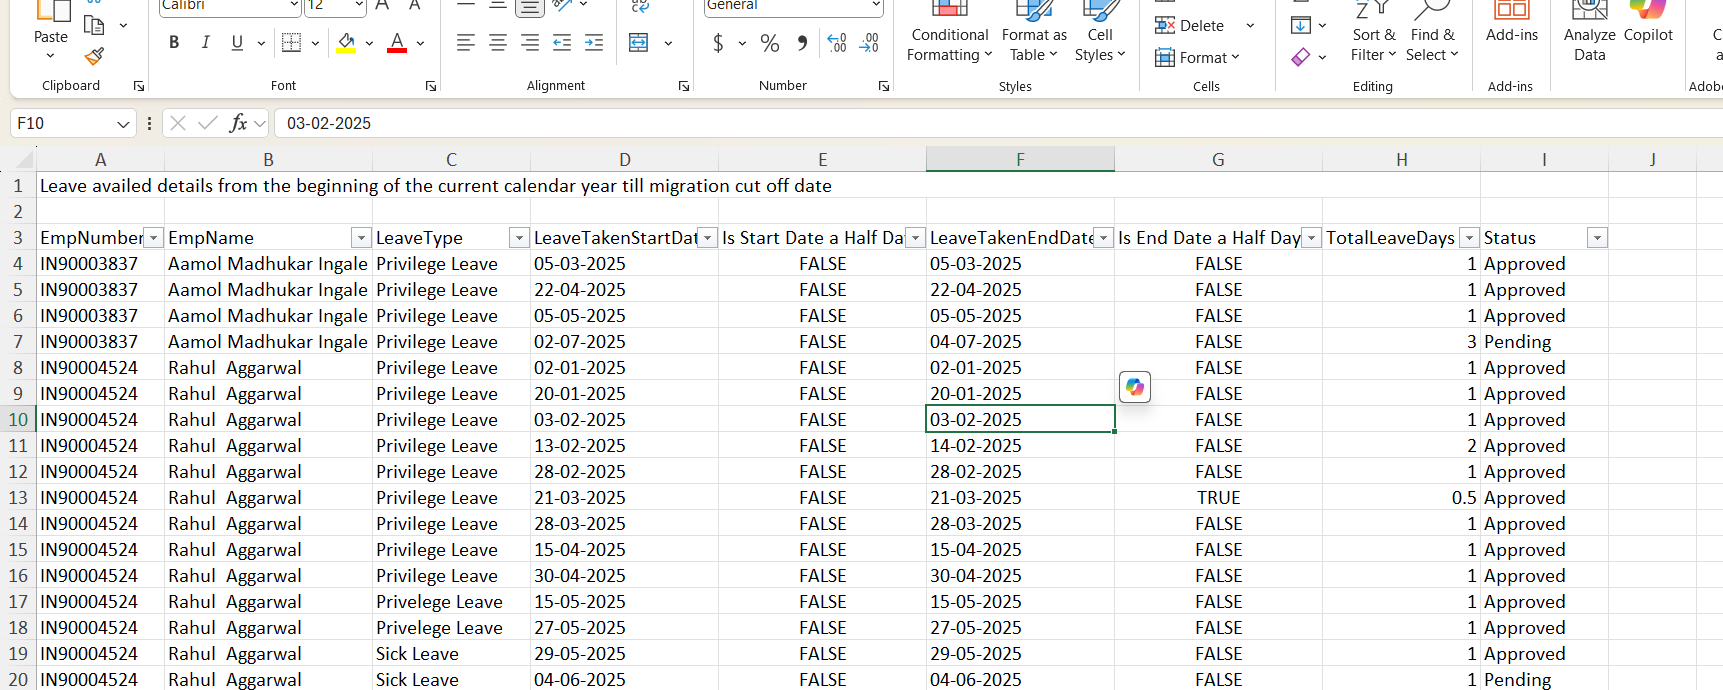 Calibri 12 General
Paste
B I U A $ % 9 .00 .00
Conditional Formatting
Format as Table
Cell Styles
Delete
Format
Sort & Filter
Find & Select
Add-ins
Analyze Data
Copilot
Clipboard Font Alignment Number Styles Cells Editing Add-ins Adobe
F10 fx 03-02-2025
A B C D E F G H I J
1 Leave availed details from the beginning of the current calendar year till migration cut off date
2
3 EmpNumber EmpName LeaveType LeaveTakenStartDat Is Start Date a Half Da LeaveTakenEndDate Is End Date a Half Day TotalLeaveDays Status
4 IN90003837 Aamol Madhukar Ingale Privilege Leave 05-03-2025 FALSE 05-03-2025 FALSE 1 Approved
5 IN90003837 Aamol Madhukar Ingale Privilege Leave 22-04-2025 FALSE 22-04-2025 FALSE 1 Approved
6 IN90003837 Aamol Madhukar Ingale Privilege Leave 05-05-2025 FALSE 05-05-2025 FALSE 1 Approved
7 IN90003837 Aamol Madhukar Ingale Privilege Leave 02-07-2025 FALSE 04-07-2025 FALSE 3 Pending
8 IN90004524 Rahul  Aggarwal Privilege Leave 02-01-2025 FALSE 02-01-2025 FALSE 1 Approved
9 IN90004524 Rahul  Aggarwal Privilege Leave 20-01-2025 FALSE 20-01-2025 FALSE 1 Approved
10 IN90004524 Rahul  Aggarwal Privilege Leave 03-02-2025 FALSE 03-02-2025 FALSE 1 Approved
11 IN90004524 Rahul  Aggarwal Privilege Leave 13-02-2025 FALSE 14-02-2025 FALSE 2 Approved
12 IN90004524 Rahul  Aggarwal Privilege Leave 28-02-2025 FALSE 28-02-2025 FALSE 1 Approved
13 IN90004524 Rahul  Aggarwal Privilege Leave 21-03-2025 FALSE 21-03-2025 TRUE 0.5 Approved
14 IN90004524 Rahul  Aggarwal Privilege Leave 28-03-2025 FALSE 28-03-2025 FALSE 1 Approved
15 IN90004524 Rahul  Aggarwal Privilege Leave 15-04-2025 FALSE 15-04-2025 FALSE 1 Approved
16 IN90004524 Rahul  Aggarwal Privilege Leave 30-04-2025 FALSE 30-04-2025 FALSE 1 Approved
17 IN90004524 Rahul  Aggarwal Privelege Leave 15-05-2025 FALSE 15-05-2025 FALSE 1 Approved
18 IN90004524 Rahul  Aggarwal Privelege Leave 27-05-2025 FALSE 27-05-2025 FALSE 1 Approved
19 IN90004524 Rahul  Aggarwal Sick Leave 29-05-2025 FALSE 29-05-2025 FALSE 1 Approved
20 IN90004524 Rahul  Aggarwal Sick Leave 04-06-2025 FALSE 04-06-2025 FALSE 1 Pending